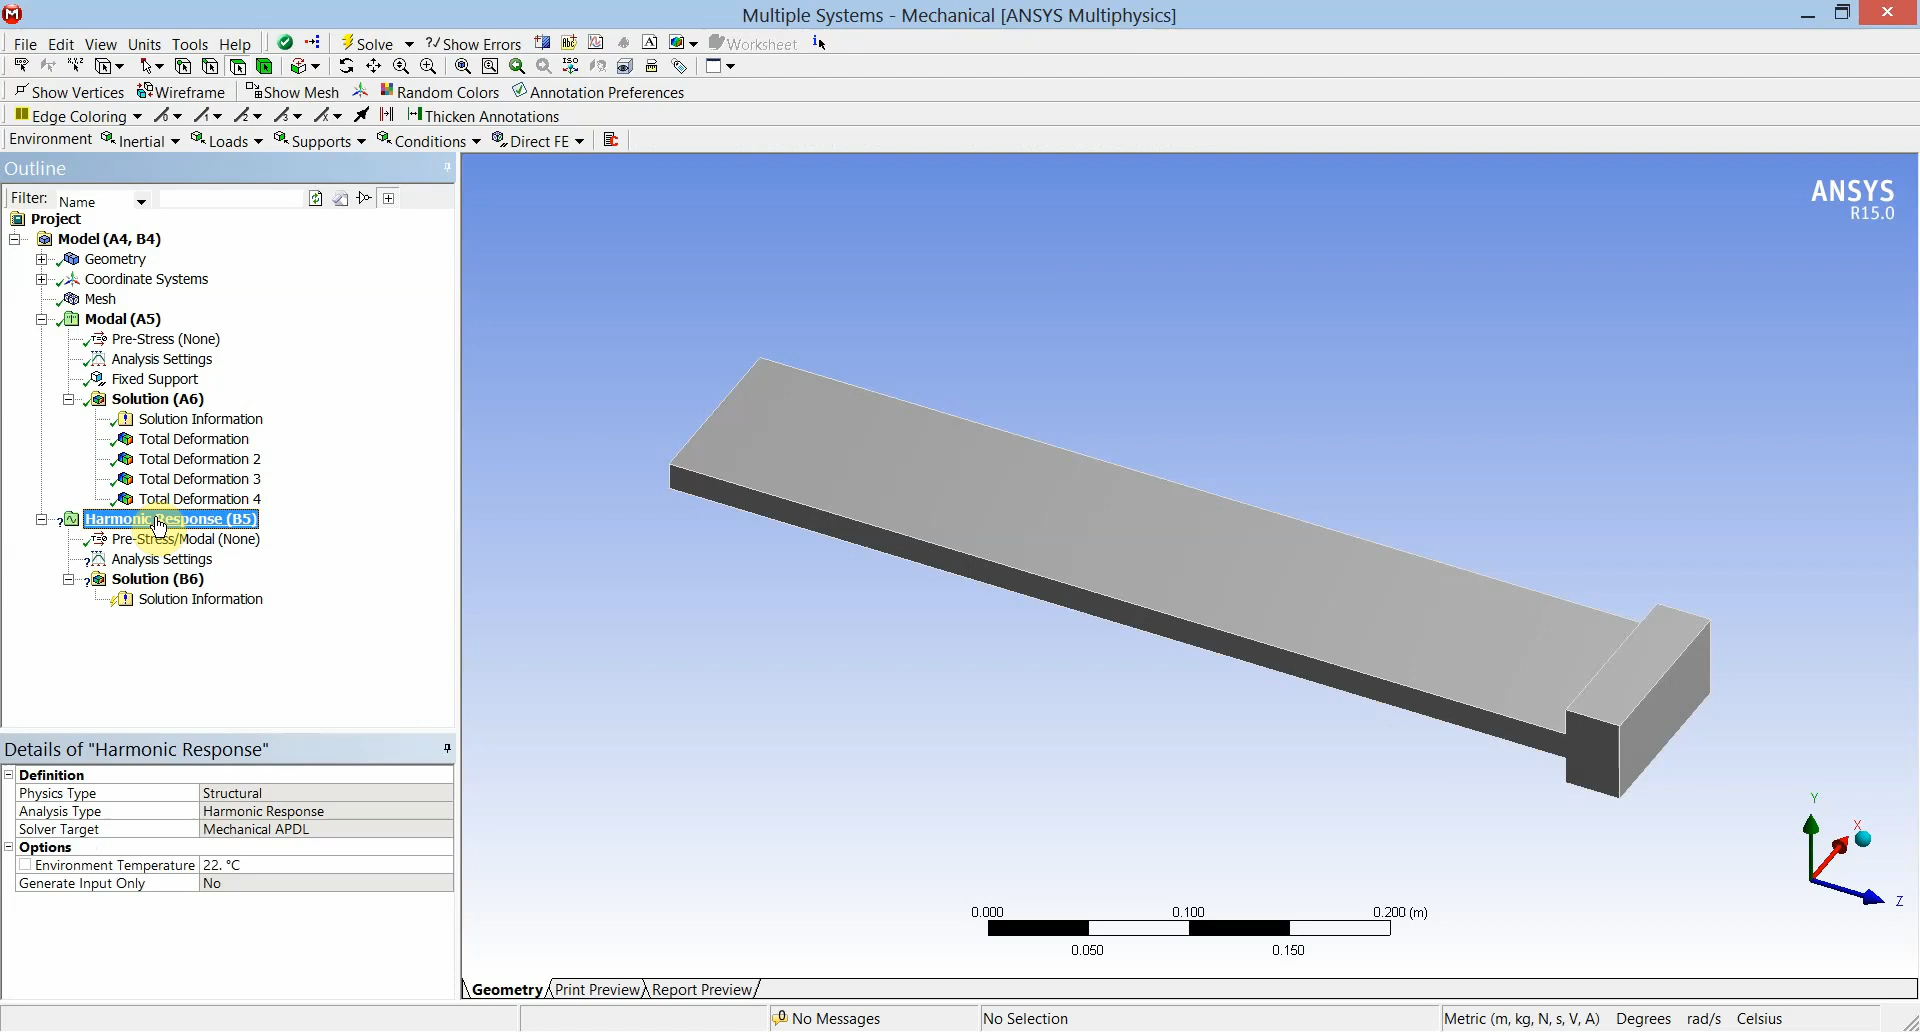 Multiple Systems - Mechanical [ANSYS Multiphysics]
File Edit View Units Tools Help Solve ?/Show Errors Worksheet
Show Vertices Wireframe Show Mesh Random Colors Annotation Preferences
Edge Coloring Thicken Annotations
Environment Inertial Loads Supports Conditions Direct FE
Outline
Filter: Name
Project
Model (A4, B4)
Geometry
Coordinate Systems
Mesh
Modal (A5)
Pre-Stress (None)
Analysis Settings
Fixed Support
Solution (A6)
Solution Information
Total Deformation
Total Deformation 2
Total Deformation 3
Total Deformation 4
Harmonic Response (B5)
Pre-Stress/Modal (None)
Analysis Settings
Solution (B6)
Solution Information
Details of "Harmonic Response"
Definition
Physics Type Structural
Analysis Type Harmonic Response
Solver Target Mechanical APDL
Options
Environment Temperature 22. °C
Generate Input Only No
ANSYS
R15.0
Y
X
Z
0.000 0.100 0.200 (m)
0.050 0.150
Geometry Print Preview Report Preview
No Messages No Selection Metric (m, kg, N, s, V, A) Degrees rad/s Celsius